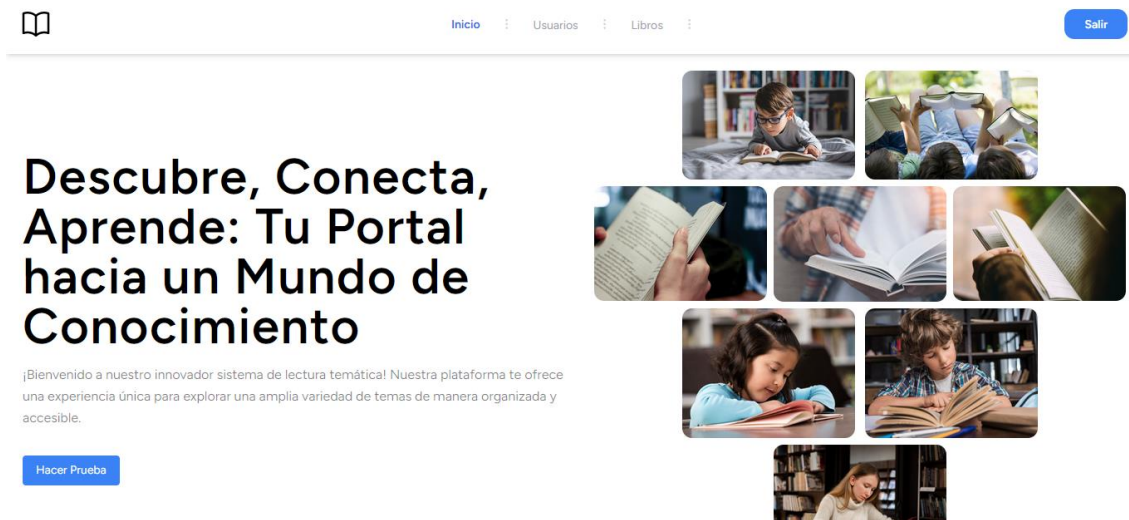 Inicio
Usuarios
Libros
Salir
Descubre, Conecta,
Aprende: Tu Portal
hacia un Mundo de
Conocimiento
¡Bienvenido a nuestro innovador sistema de lectura temática! Nuestra plataforma te ofrece
una experiencia única para explorar una amplia variedad de temas de manera organizada y
accesible.
Hacer Prueba